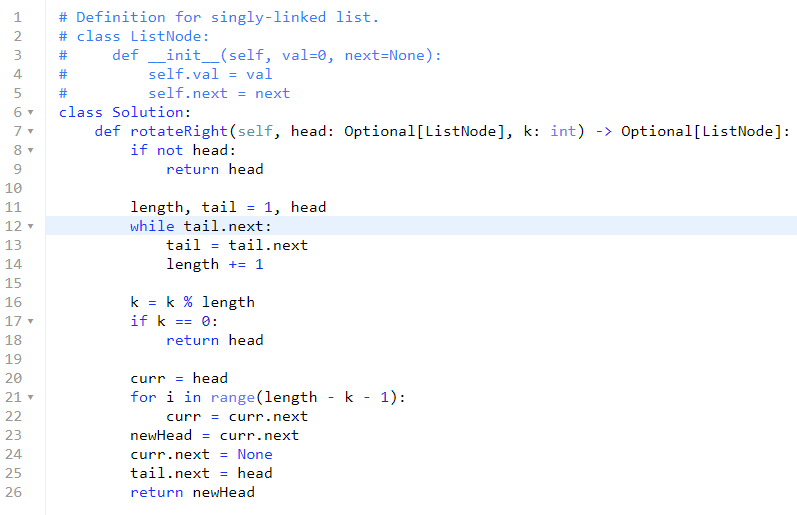 1 # Definition for singly-linked list.
2 # class ListNode:
3 #     def __init__(self, val=0, next=None):
4 #         self.val = val
5 #         self.next = next
6 class Solution:
7     def rotateRight(self, head: Optional[ListNode], k: int) -> Optional[ListNode]:
8         if not head:
9             return head
10
11         length, tail = 1, head
12         while tail.next:
13             tail = tail.next
14             length += 1
15
16         k = k % length
17         if k == 0:
18             return head
19
20         curr = head
21         for i in range(length - k - 1):
22             curr = curr.next
23         newHead = curr.next
24         curr.next = None
25         tail.next = head
26         return newHead